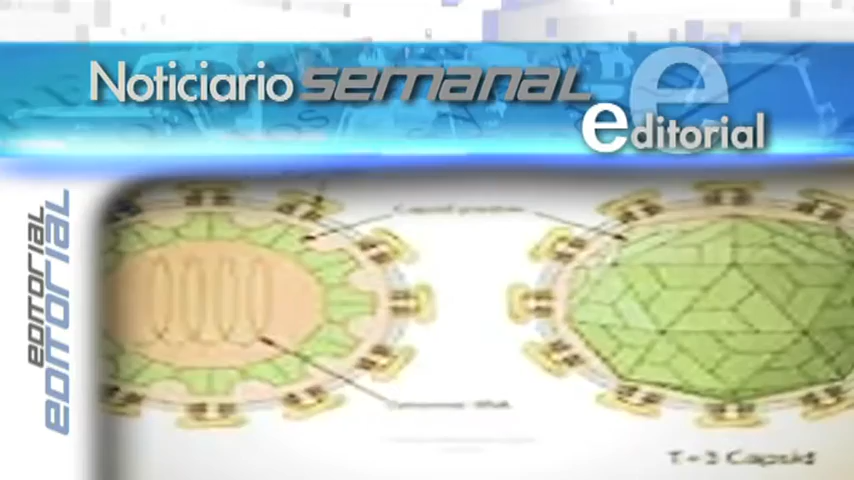 Noticiario semanal
e
editorial
EDITORIAL
EDITORIAL
Capsid proteins
T=3 Capsid